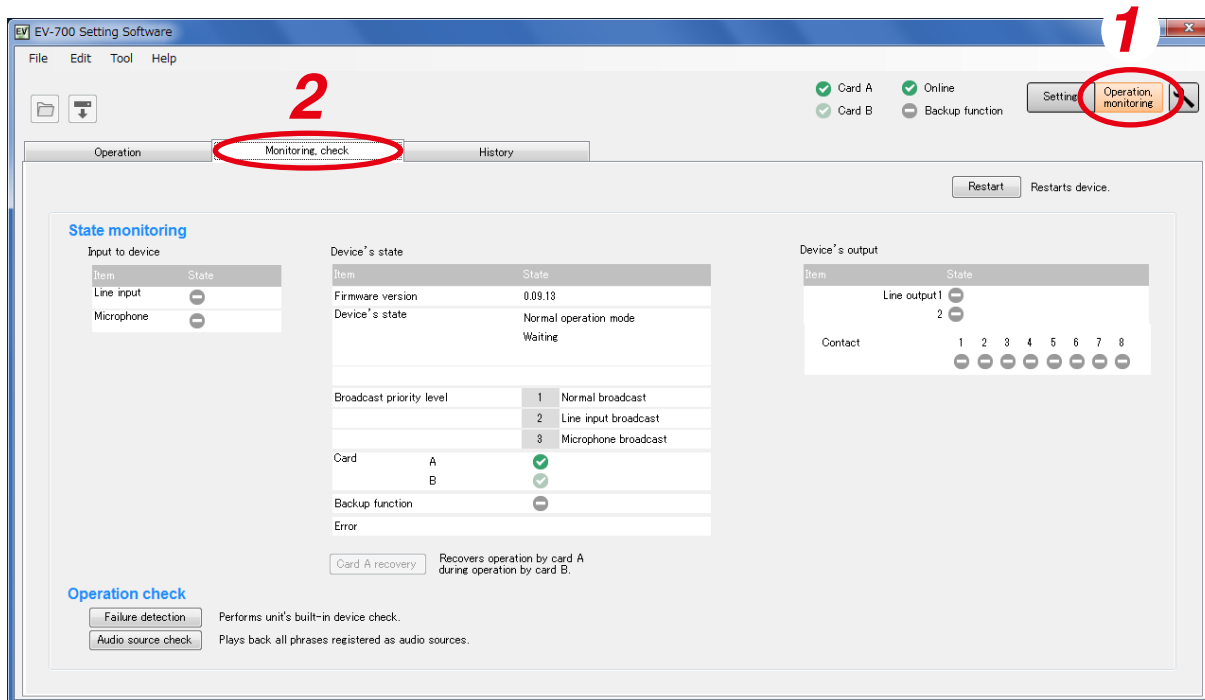 1
EV EV-700 Setting Software
File Edit Tool Help
2
Card A Online
Card B Backup function
Setting Operation, monitoring
Operation Monitoring, check History
Restart Restarts device.
State monitoring
Input to device
Item State
Line input
Microphone
Device's state
Item State
Firmware version 0.09.13
Device's state Normal operation mode
Waiting
Broadcast priority level 1 Normal broadcast
2 Line input broadcast
3 Microphone broadcast
Card A
B
Backup function
Error
Card A recovery Recovers operation by card A
during operation by card B.
Device's output
Item State
Line output1
2
Contact 1 2 3 4 5 6 7 8
Operation check
Failure detection Performs unit's built-in device check.
Audio source check Plays back all phrases registered as audio sources.